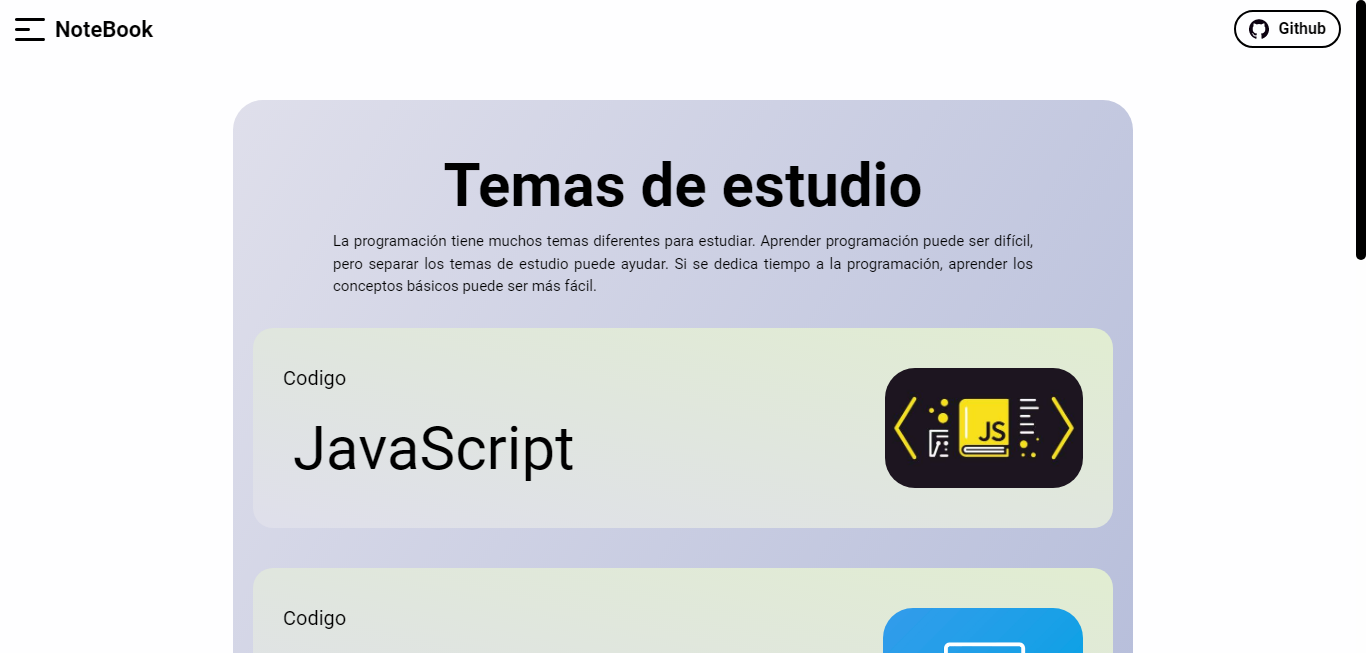 NoteBook
Github
Temas de estudio
La programación tiene muchos temas diferentes para estudiar. Aprender programación puede ser difícil,
pero separar los temas de estudio puede ayudar. Si se dedica tiempo a la programación, aprender los
conceptos básicos puede ser más fácil.
Codigo
JavaScript
JS
Codigo